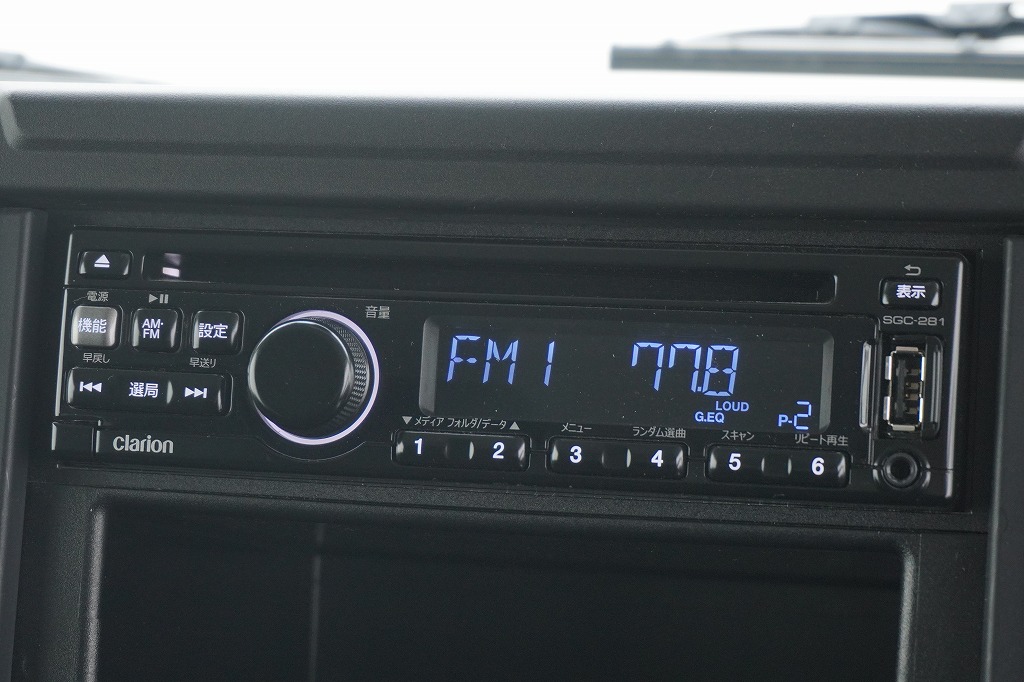 電源
機能
AM・
FM
設定
音量
早戻し
早送り
選局
clarion
FM1 77.8
LOUD
G.EQ
P-2
▼メディア フォルダ/データ▲
メニュー
ランダム選曲
スキャン
リピート再生
1 2 3 4 5 6
表示
SGC-281